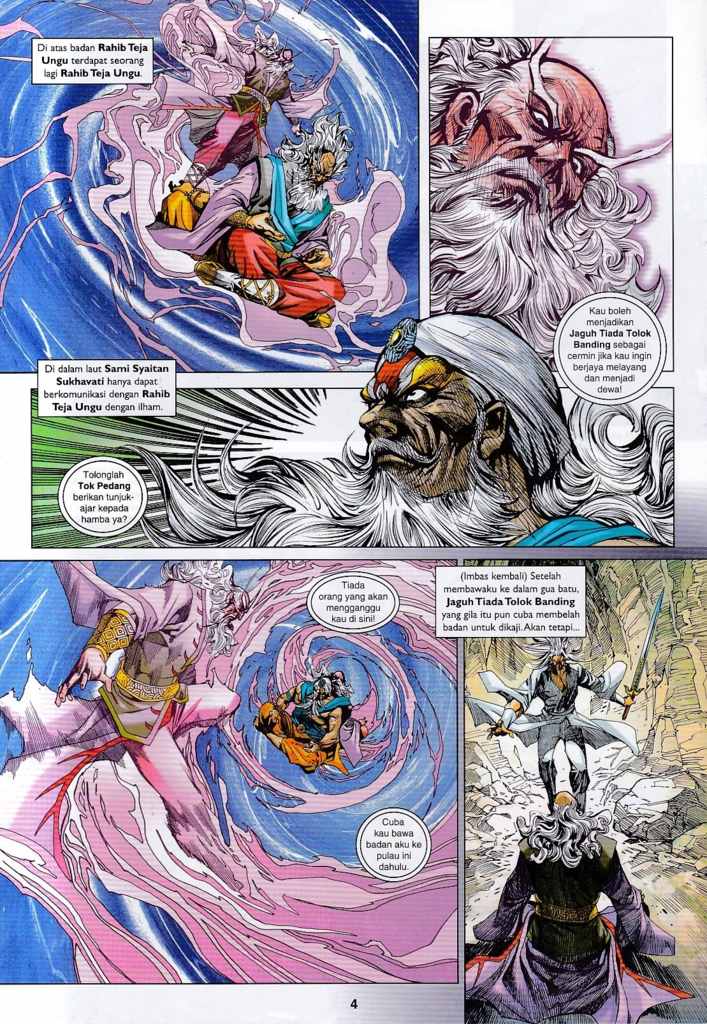 Di atas badan Rahib Teja
Ungu terdapat seorang
lagi Rahib Teja Ungu.
Kau boleh
menjadikan
Jaguh Tiada Tolok
Banding sebagai
cermin jika kau ingin
berjaya melayang
dan menjadi
dewa!
Di dalam laut Sami Syaitan
Sukhavati hanya dapat
berkomunikasi dengan Rahib
Teja Ungu dengan ilham.
Tolonglah
Tok Pedang
berikan tunjuk-
ajar kepada
hamba ya?
Tiada
orang yang akan
mengganggu
kau di sini!
Cuba
kau bawa
badan aku ke
pulau ini
dahulu.
(Imbas kembali) Setelah
membawaku ke dalam gua batu,
Jaguh Tiada Tolok Banding
yang gila itu pun cuba membelah
badan untuk dikaji. Akan tetapi...
4